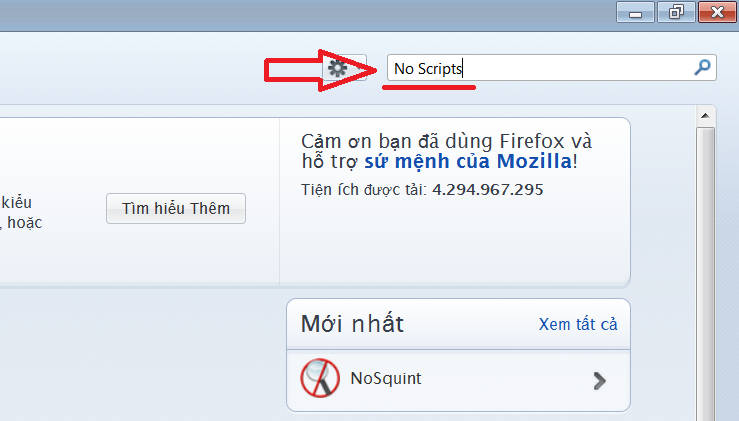 No Scripts
Cảm ơn bạn đã dùng Firefox và
hỗ trợ sứ mệnh của Mozilla!
Tiện ích được tải: 4.294.967.295
kiểu
, hoặc
Tìm hiểu Thêm
Mới nhất
Xem tất cả
NoSquint